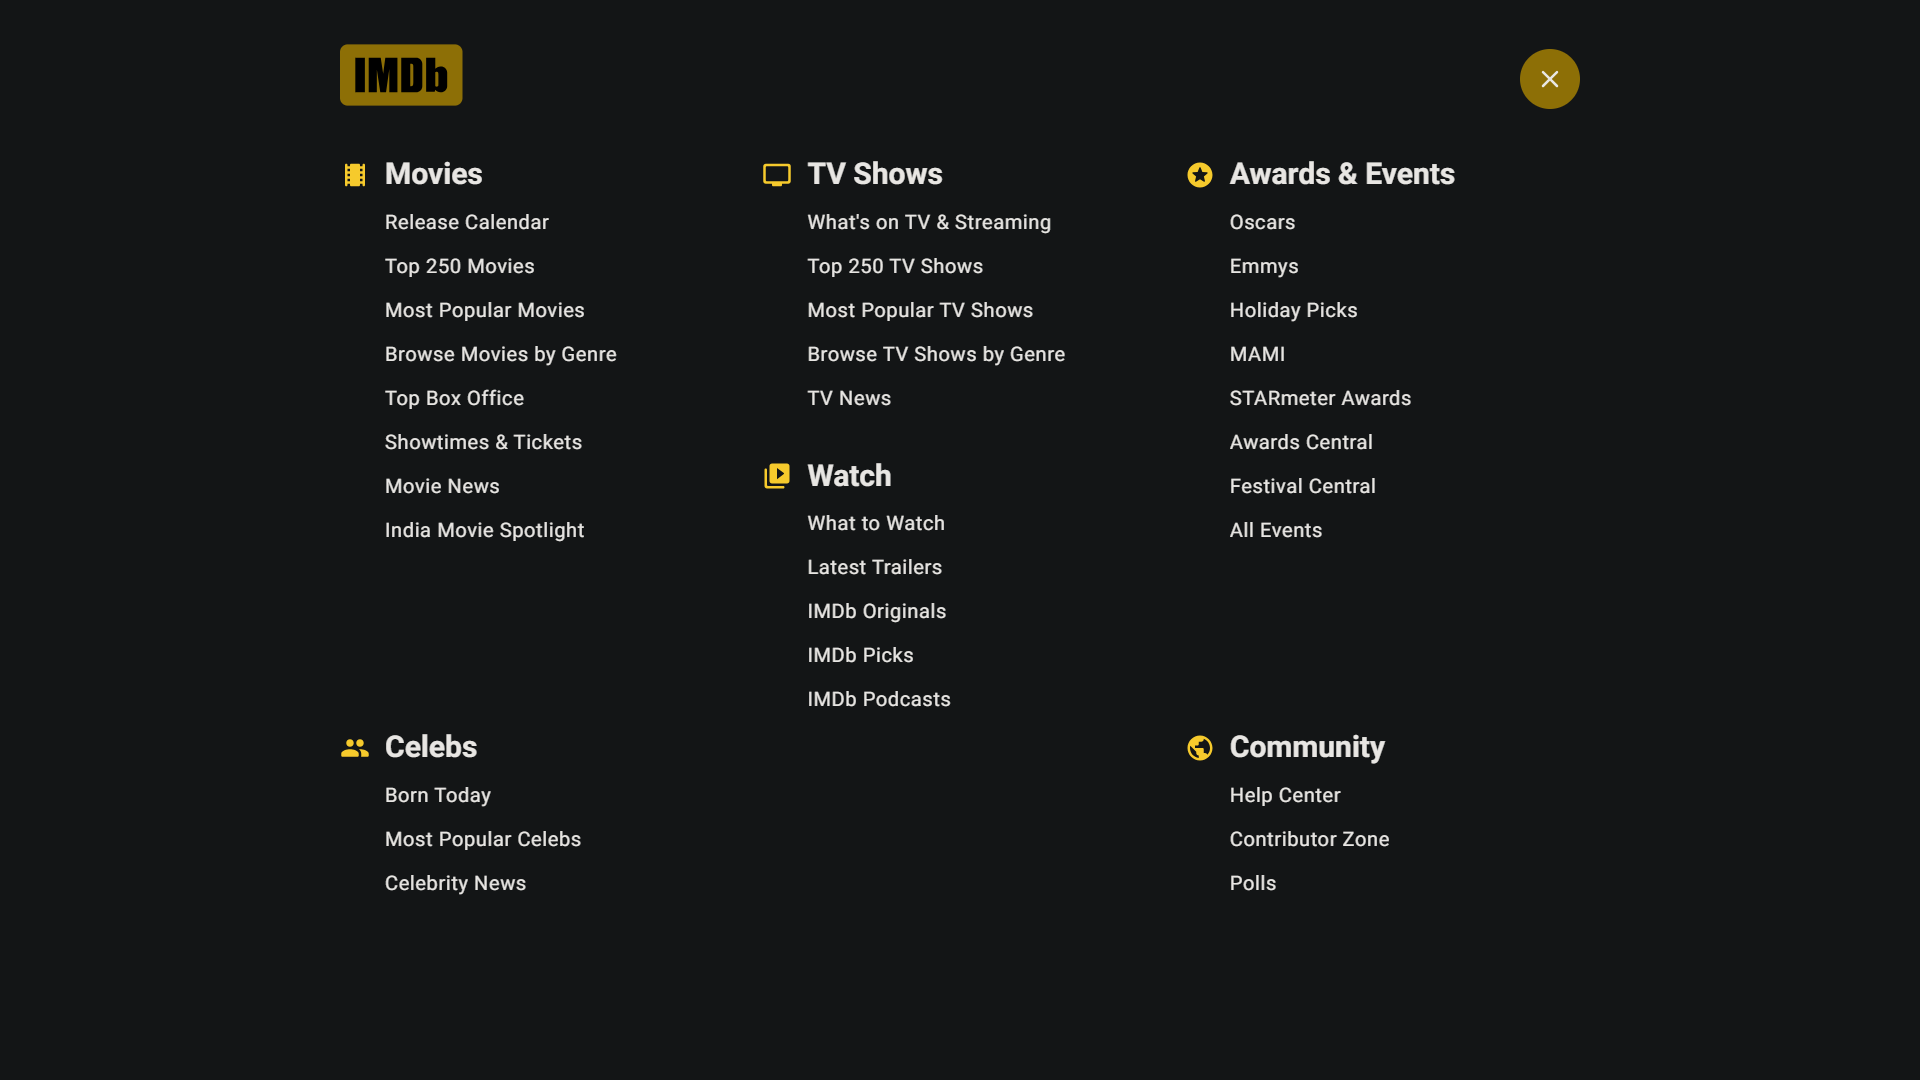 IMDb
Movies
Release Calendar
Top 250 Movies
Most Popular Movies
Browse Movies by Genre
Top Box Office
Showtimes & Tickets
Movie News
India Movie Spotlight
TV Shows
What's on TV & Streaming
Top 250 TV Shows
Most Popular TV Shows
Browse TV Shows by Genre
TV News
Watch
What to Watch
Latest Trailers
IMDb Originals
IMDb Picks
IMDb Podcasts
Awards & Events
Oscars
Emmys
Holiday Picks
MAMI
STARmeter Awards
Awards Central
Festival Central
All Events
Celebs
Born Today
Most Popular Celebs
Celebrity News
Community
Help Center
Contributor Zone
Polls